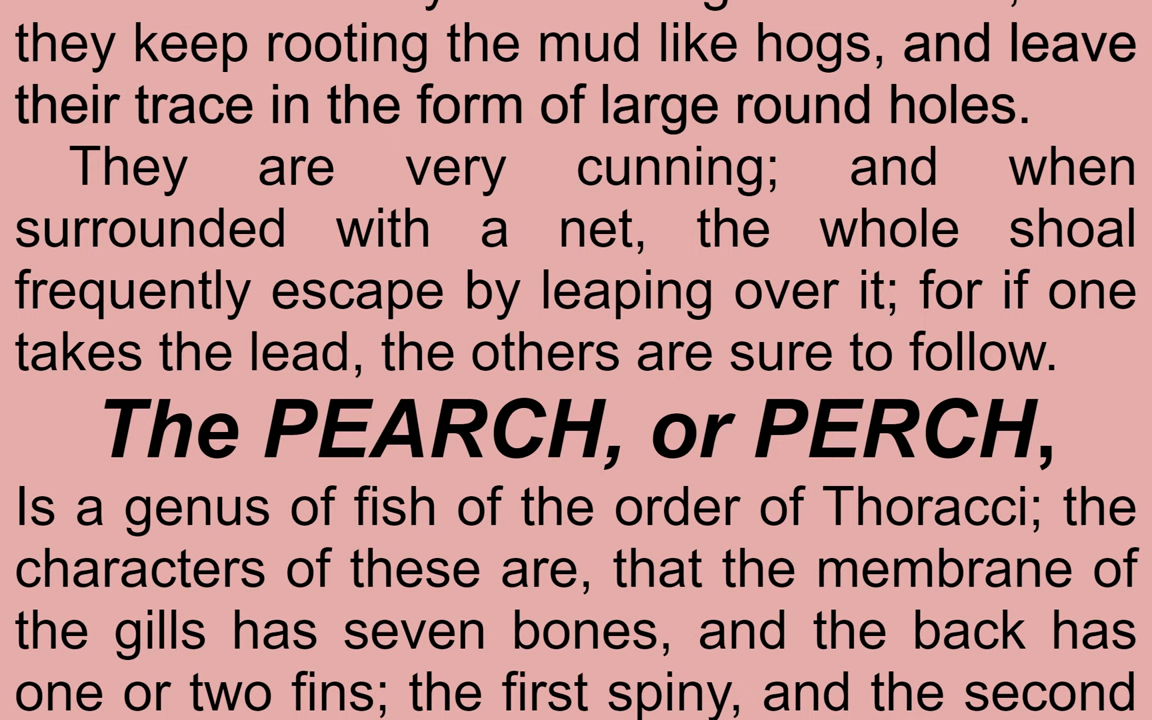 they keep rooting the mud like hogs, and leave
their trace in the form of large round holes.
They are very cunning; and when
surrounded with a net, the whole shoal
frequently escape by leaping over it; for if one
takes the lead, the others are sure to follow.
The PEARCH, or PERCH,
Is a genus of fish of the order of Thoracci; the
characters of these are, that the membrane of
the gills has seven bones, and the back has
one or two fins; the first spiny, and the second